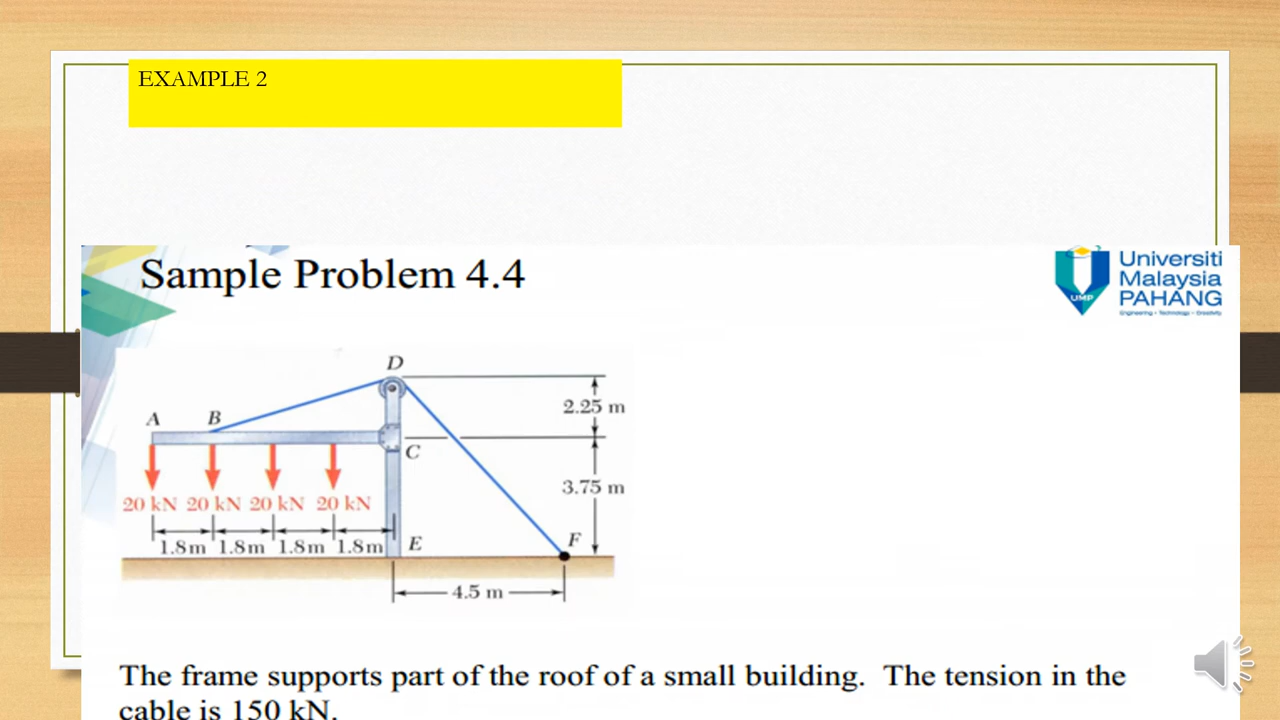 EXAMPLE 2
Sample Problem 4.4
Universiti
Malaysia
PAHANG
Engineering • Technology • Creativity
UMP
D
2.25 m
A
B
C
3.75 m
20 kN 20 kN 20 kN 20 kN
F
1.8m 1.8m 1.8m 1.8m
E
4.5 m
The frame supports part of the roof of a small building. The tension in the
cable is 150 kN.